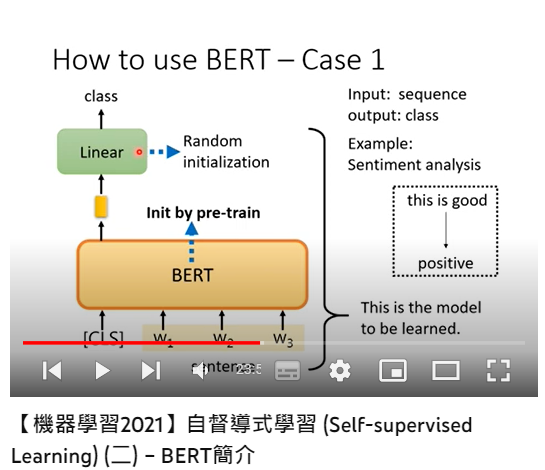 How to use BERT – Case 1
class
Input: sequence
output: class
Linear
Random
initialization
Example:
Sentiment analysis
Init by pre-train
this is good
positive
BERT
This is the model
to be learned.
[CLS] w1 w2 w3
sentence
【機器學習2021】自督導式學習 (Self-supervised
Learning) (二) – BERT簡介